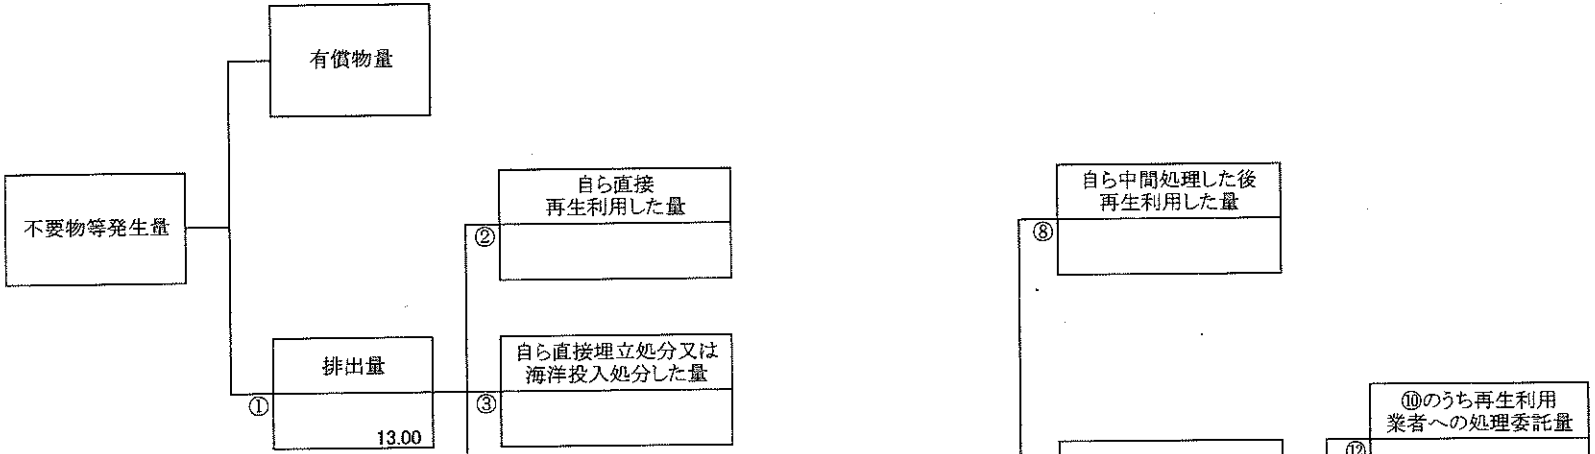 有償物量
不要物等発生量
自ら直接
再生利用した量
②
自ら中間処理した後
再生利用した量
⑧
排出量
①
13.00
自ら直接埋立処分又は
海洋投入処分した量
③
⑩のうち再生利用
業者への処理委託量
⑫